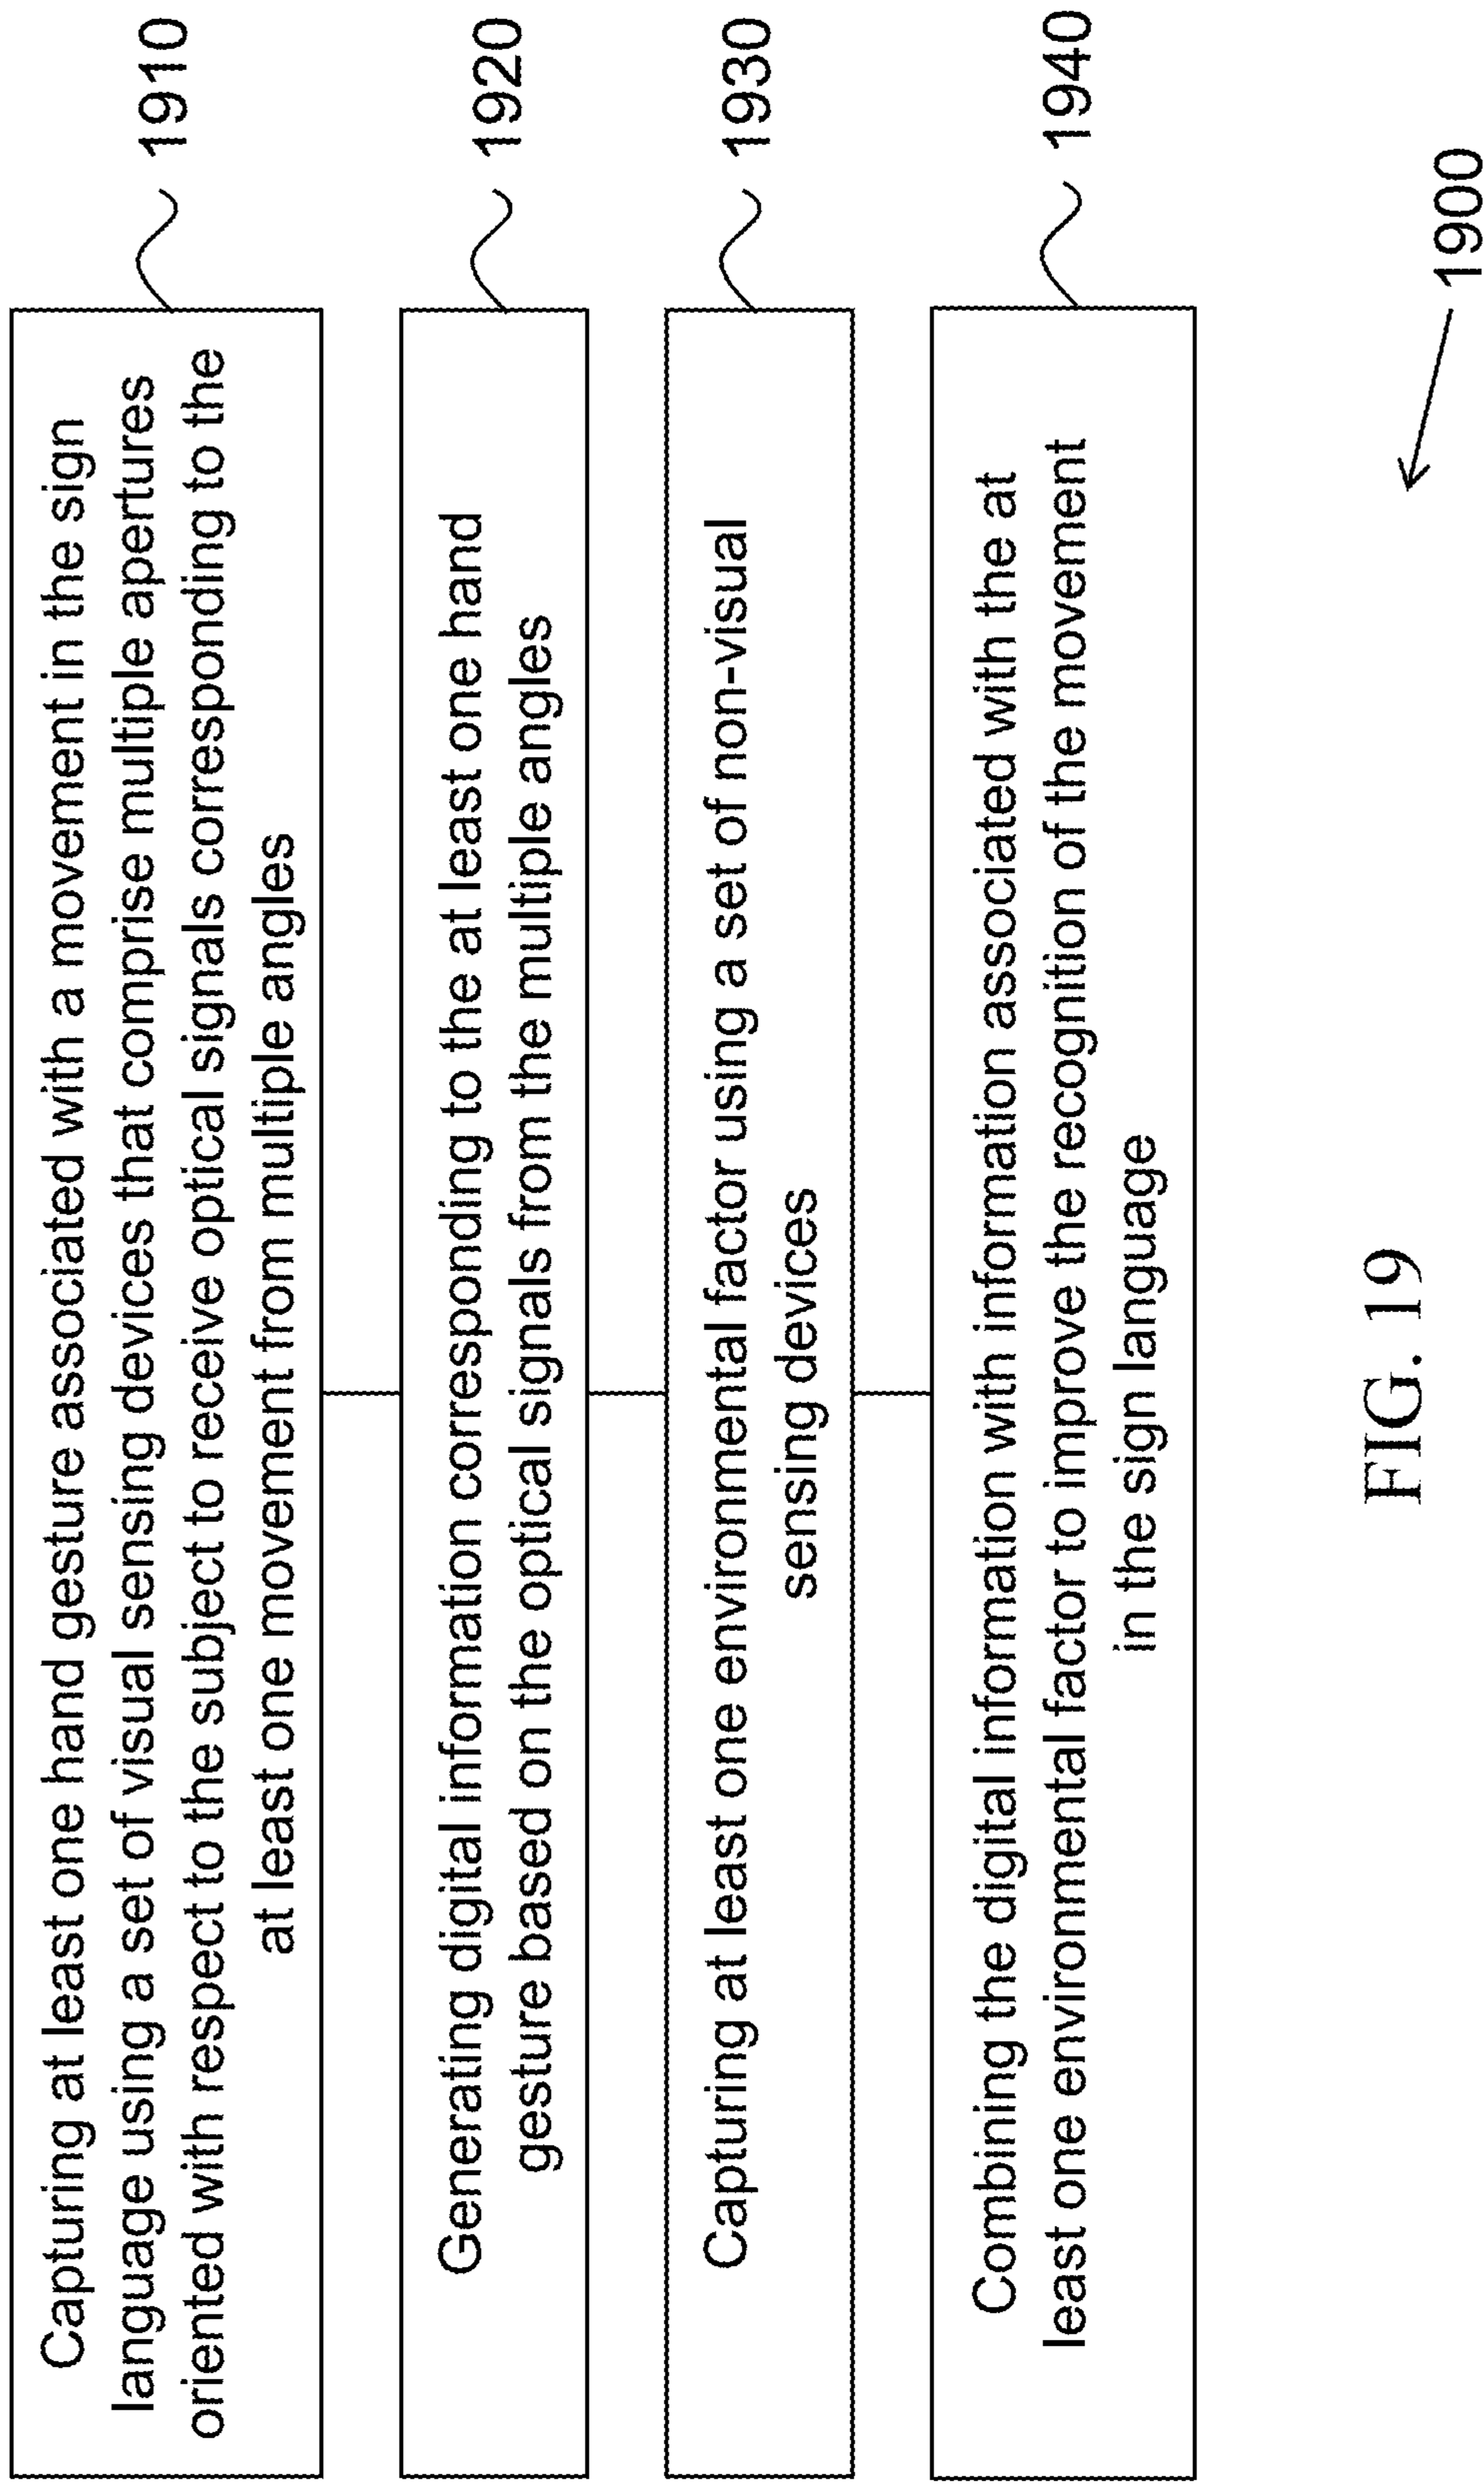 Capturing at least one hand gesture associated with a movement in the sign
language using a set of visual sensing devices that comprise multiple apertures
oriented with respect to the subject to receive optical signals corresponding to the
at least one movement from multiple angles
1910
Generating digital information corresponding to the at least one hand
gesture based on the optical signals from the multiple angles
1920
Capturing at least one environmental factor using a set of non-visual
sensing devices
1930
Combining the digital information with information associated with the at
least one environmental factor to improve the recognition of the movement
in the sign language
1940
1900
FIG. 19